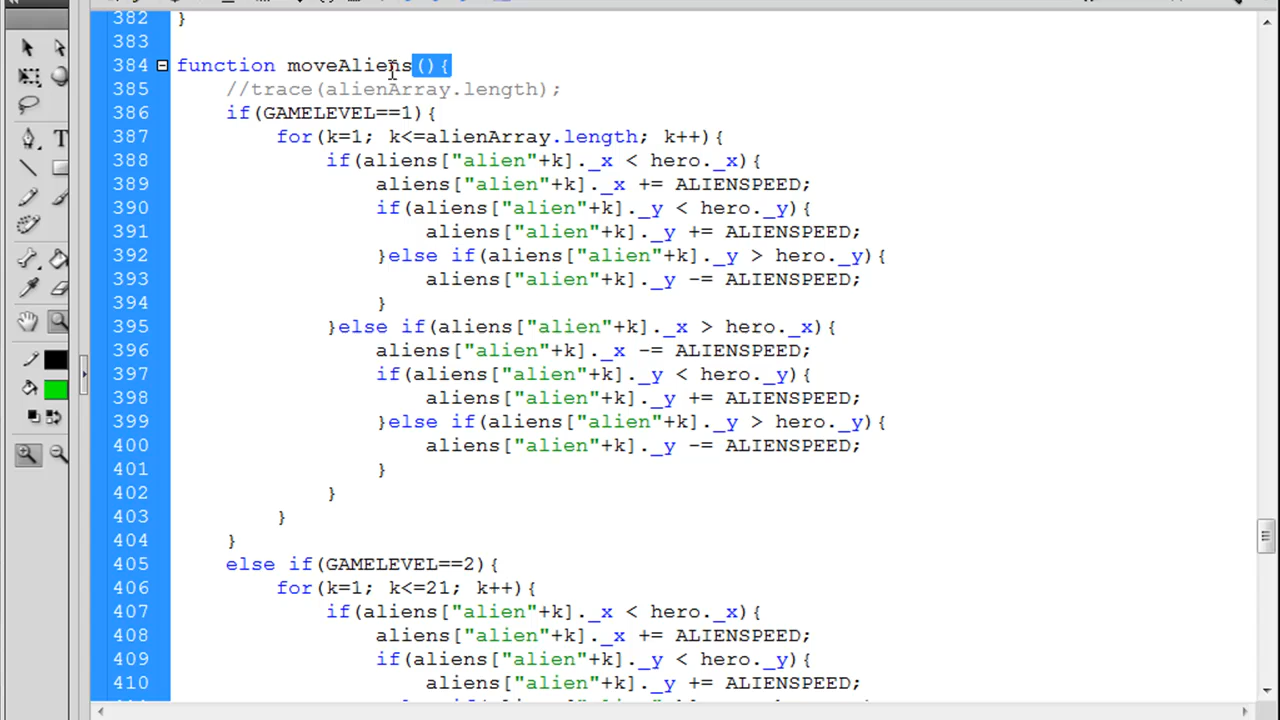 382 }
383
384 function moveAliens(){
385 //trace(alienArray.length);
386 if(GAMELEVEL==1){
387 for(k=1; k<=alienArray.length; k++){
388 if(aliens["alien"+k]._x < hero._x){
389 aliens["alien"+k]._x += ALIENSPEED;
390 if(aliens["alien"+k]._y < hero._y){
391 aliens["alien"+k]._y += ALIENSPEED;
392 }else if(aliens["alien"+k]._y > hero._y){
393 aliens["alien"+k]._y -= ALIENSPEED;
394 }
395 }else if(aliens["alien"+k]._x > hero._x){
396 aliens["alien"+k]._x -= ALIENSPEED;
397 if(aliens["alien"+k]._y < hero._y){
398 aliens["alien"+k]._y += ALIENSPEED;
399 }else if(aliens["alien"+k]._y > hero._y){
400 aliens["alien"+k]._y -= ALIENSPEED;
401 }
402 }
403 }
404 }
405 else if(GAMELEVEL==2){
406 for(k=1; k<=21; k++){
407 if(aliens["alien"+k]._x < hero._x){
408 aliens["alien"+k]._x += ALIENSPEED;
409 if(aliens["alien"+k]._y < hero._y){
410 aliens["alien"+k]._y += ALIENSPEED;